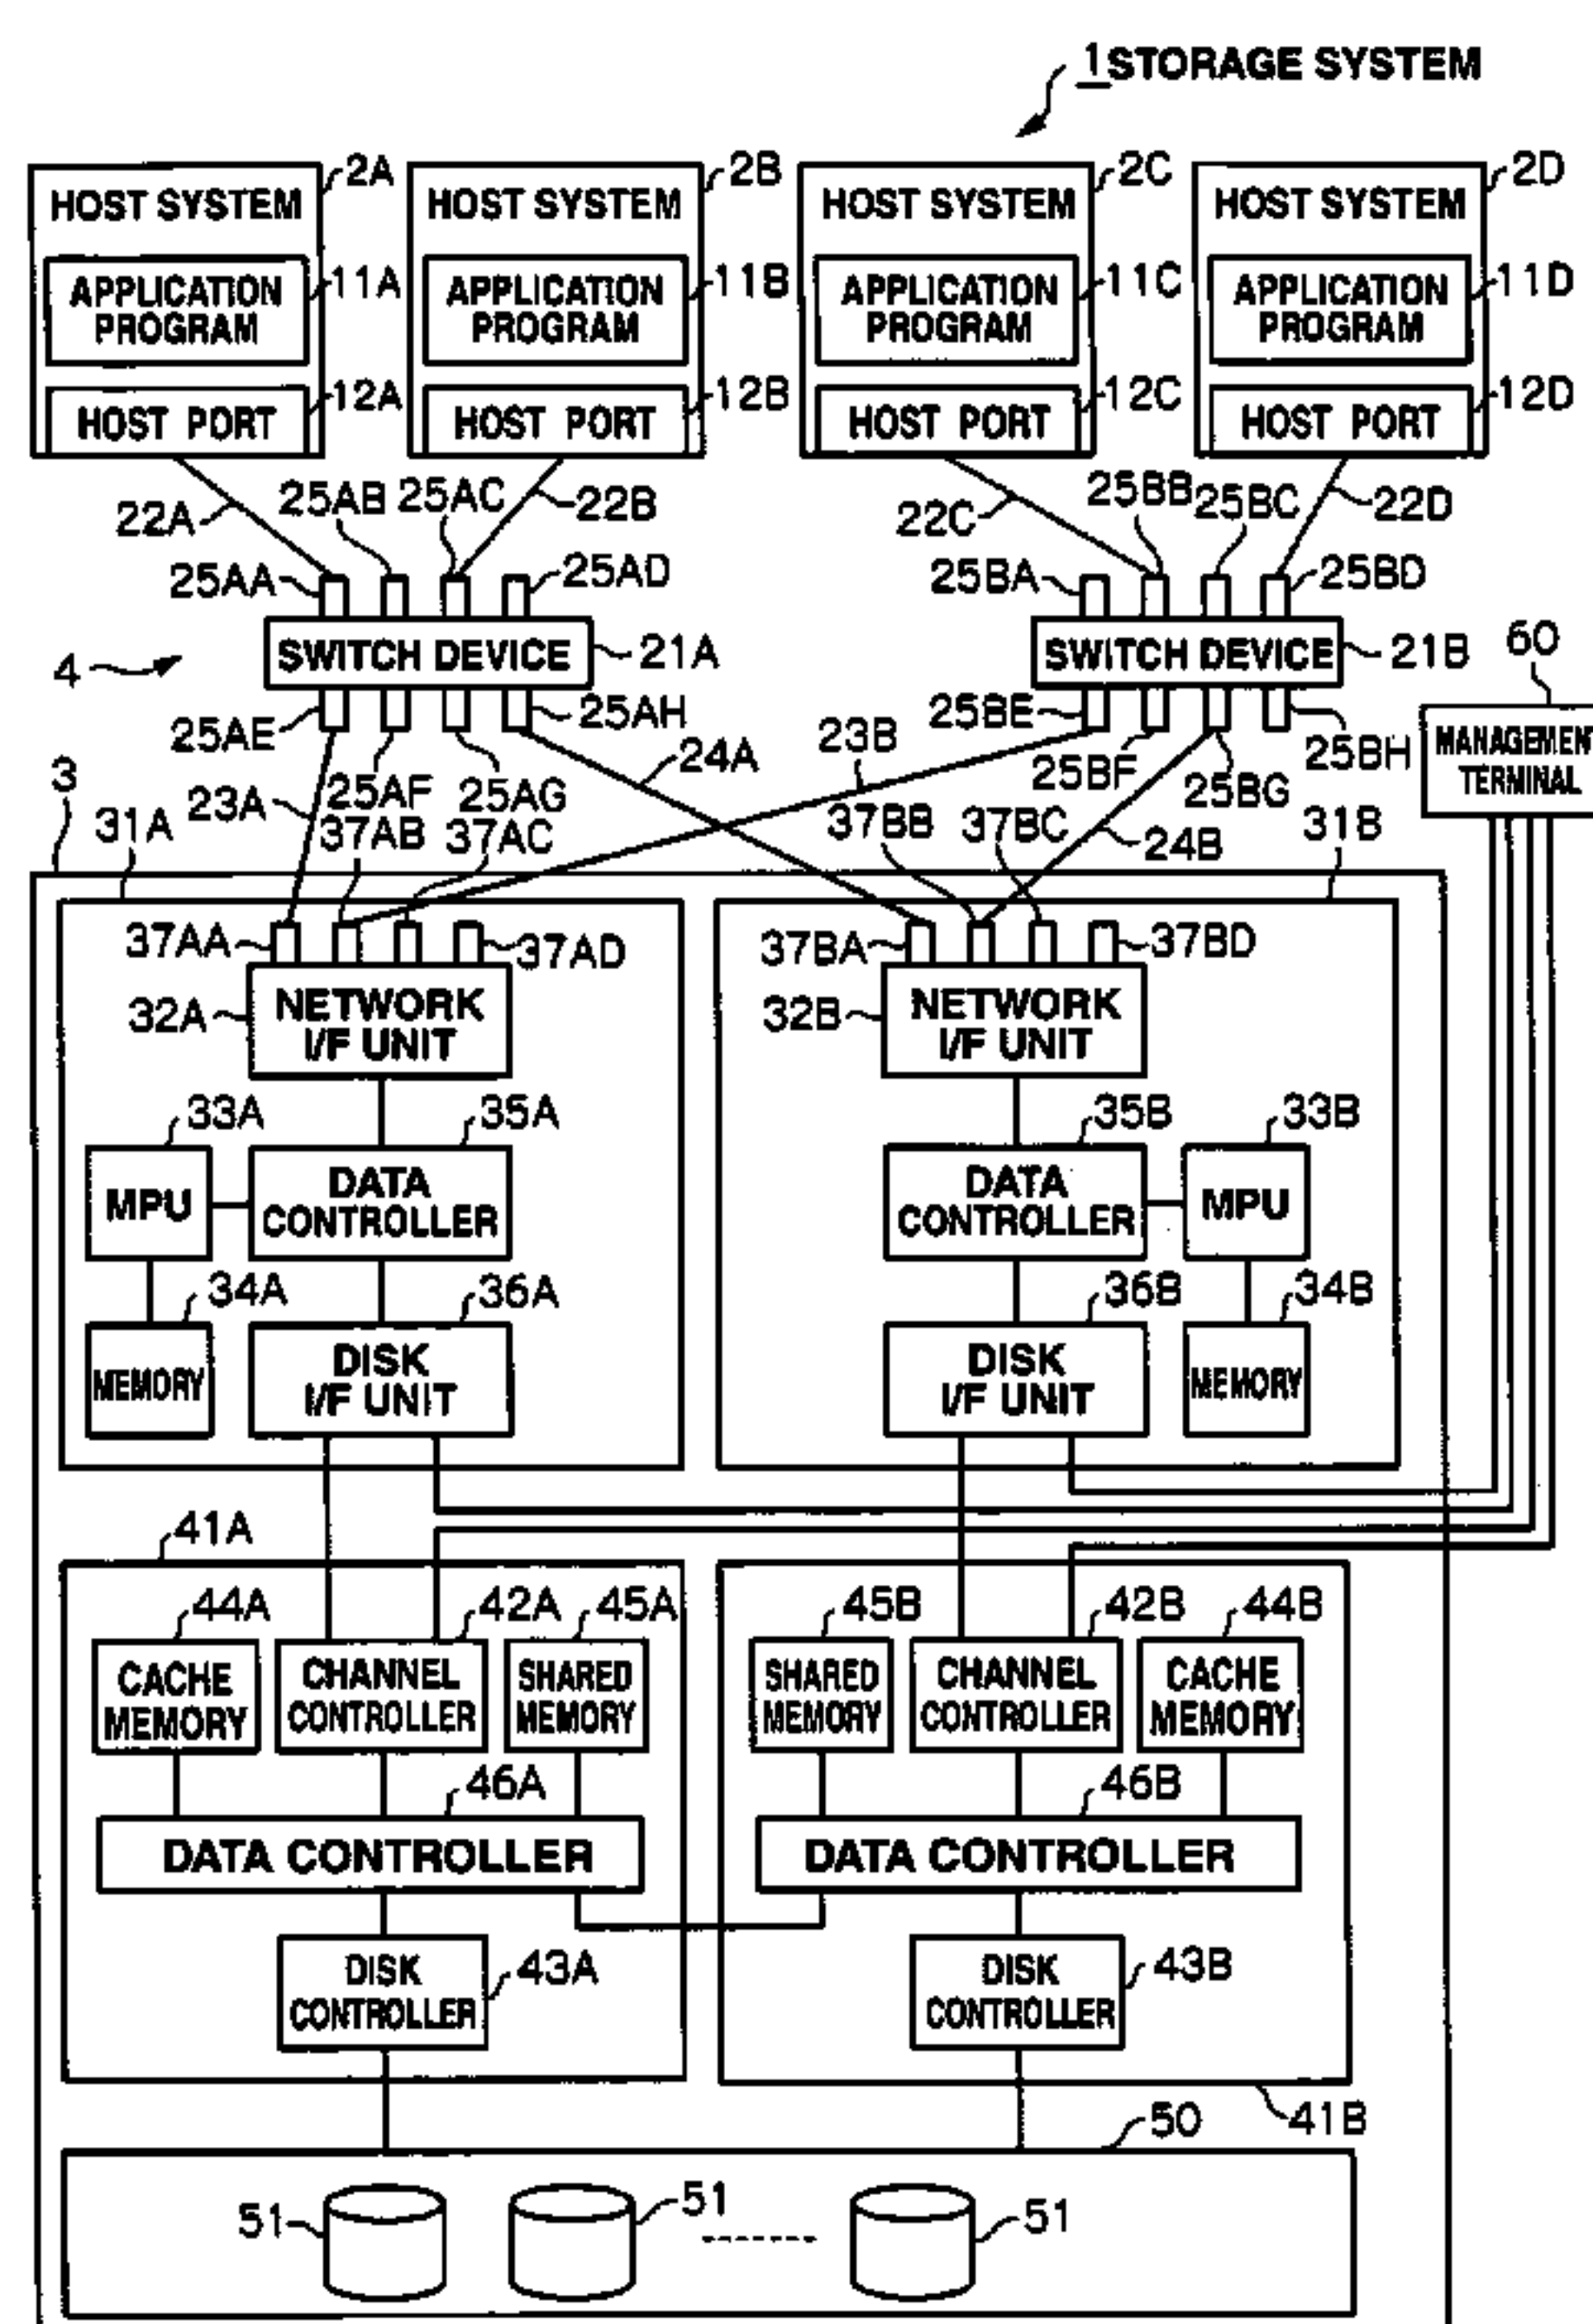 1 STORAGE SYSTEM
2A 2B 2C 2D
HOST SYSTEM HOST SYSTEM HOST SYSTEM HOST SYSTEM
11A 11B 11C 11D
APPLICATION PROGRAM APPLICATION PROGRAM APPLICATION PROGRAM APPLICATION PROGRAM
12A 12B 12C 12D
HOST PORT HOST PORT HOST PORT HOST PORT
22A 25AB 25AC 22B 22C 25BB 25BC 22D
25AA 25AD 25BA 25BD
4 SWITCH DEVICE 21A SWITCH DEVICE 21B 60
25AE 25AH 25BE 25BH
MANAGEMENT
TERMINAL
3 23A 25AF 25AG 24A 23B 25BF 25BG
31A 37AB 37AC 37BB 37BC 24B 31B
37AA 37AD 37BA 37BD
32A NETWORK I/F UNIT 32B NETWORK I/F UNIT
33A 35A 35B 33B
MPU DATA CONTROLLER DATA CONTROLLER MPU
34A 36A 36B 34B
MEMORY DISK I/F UNIT DISK I/F UNIT MEMORY
41A
44A 42A 45A 45B 42B 44B
CACHE MEMORY CHANNEL CONTROLLER SHARED MEMORY SHARED MEMORY CHANNEL CONTROLLER CACHE MEMORY
46A 46B
DATA CONTROLLER DATA CONTROLLER
DISK CONTROLLER 43A DISK CONTROLLER 43B
50 41B
51 51 51